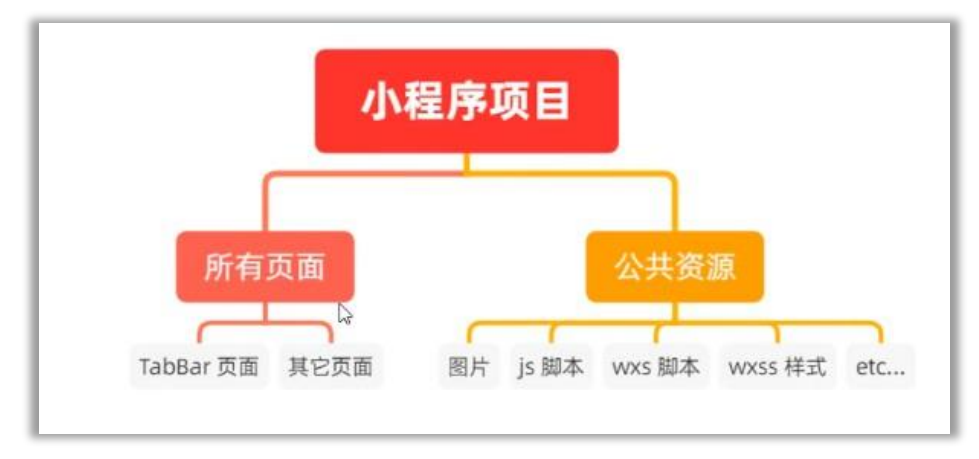 小程序项目
所有页面
公共资源
TabBar 页面
其它页面
图片
js 脚本
wxs 脚本
wxss 样式
etc...